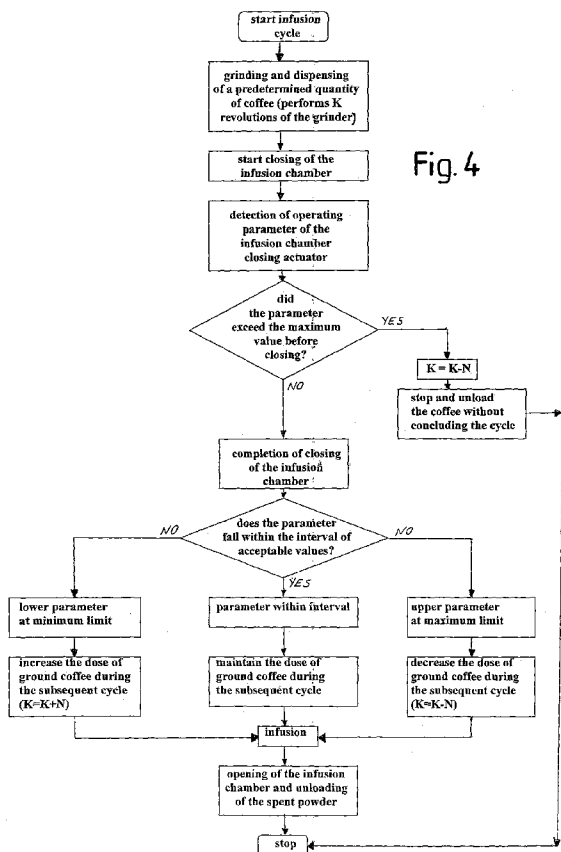 start infusion
cycle
grinding and dispensing
of a predetermined quantity
of coffee (performs K
revolutions of the grinder)
start closing of the
infusion chamber
Fig. 4
detection of operating
parameter of the
infusion chamber
closing actuator
did
the parameter
exceed the maximum
value before
closing?
YES
NO
K = K-N
stop and unload
the coffee without
concluding the cycle
completion of closing
of the infusion
chamber
does the parameter
fall within the interval of
acceptable values?
NO
NO
YES
lower parameter
at minimum limit
parameter within interval
upper parameter
at maximum limit
increase the dose of
ground coffee during
the subsequent cycle
(K=K+N)
maintain the dose of
ground coffee during
the subsequent cycle
decrease the dose of
ground coffee during
the subsequent cycle
(K=K-N)
infusion
opening of the infusion
chamber and unloading
of the spent powder
stop